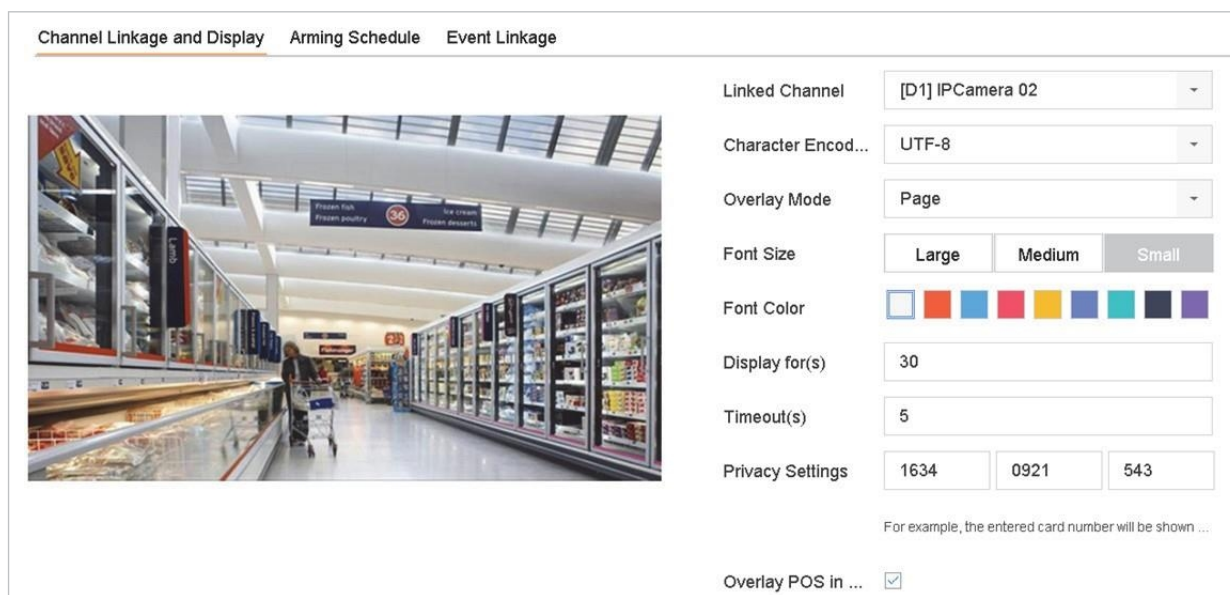 Channel Linkage and Display Arming Schedule Event Linkage
Linked Channel [D1] IPCamera 02
Character Encod... UTF-8
Overlay Mode Page
Font Size Large Medium Small
Font Color
Display for(s) 30
Timeout(s) 5
Privacy Settings 1634 0921 543
For example, the entered card number will be shown ...
Overlay POS in ...
Frozen fish
Frozen poultry
36
Ice cream
Frozen desserts
Lamb